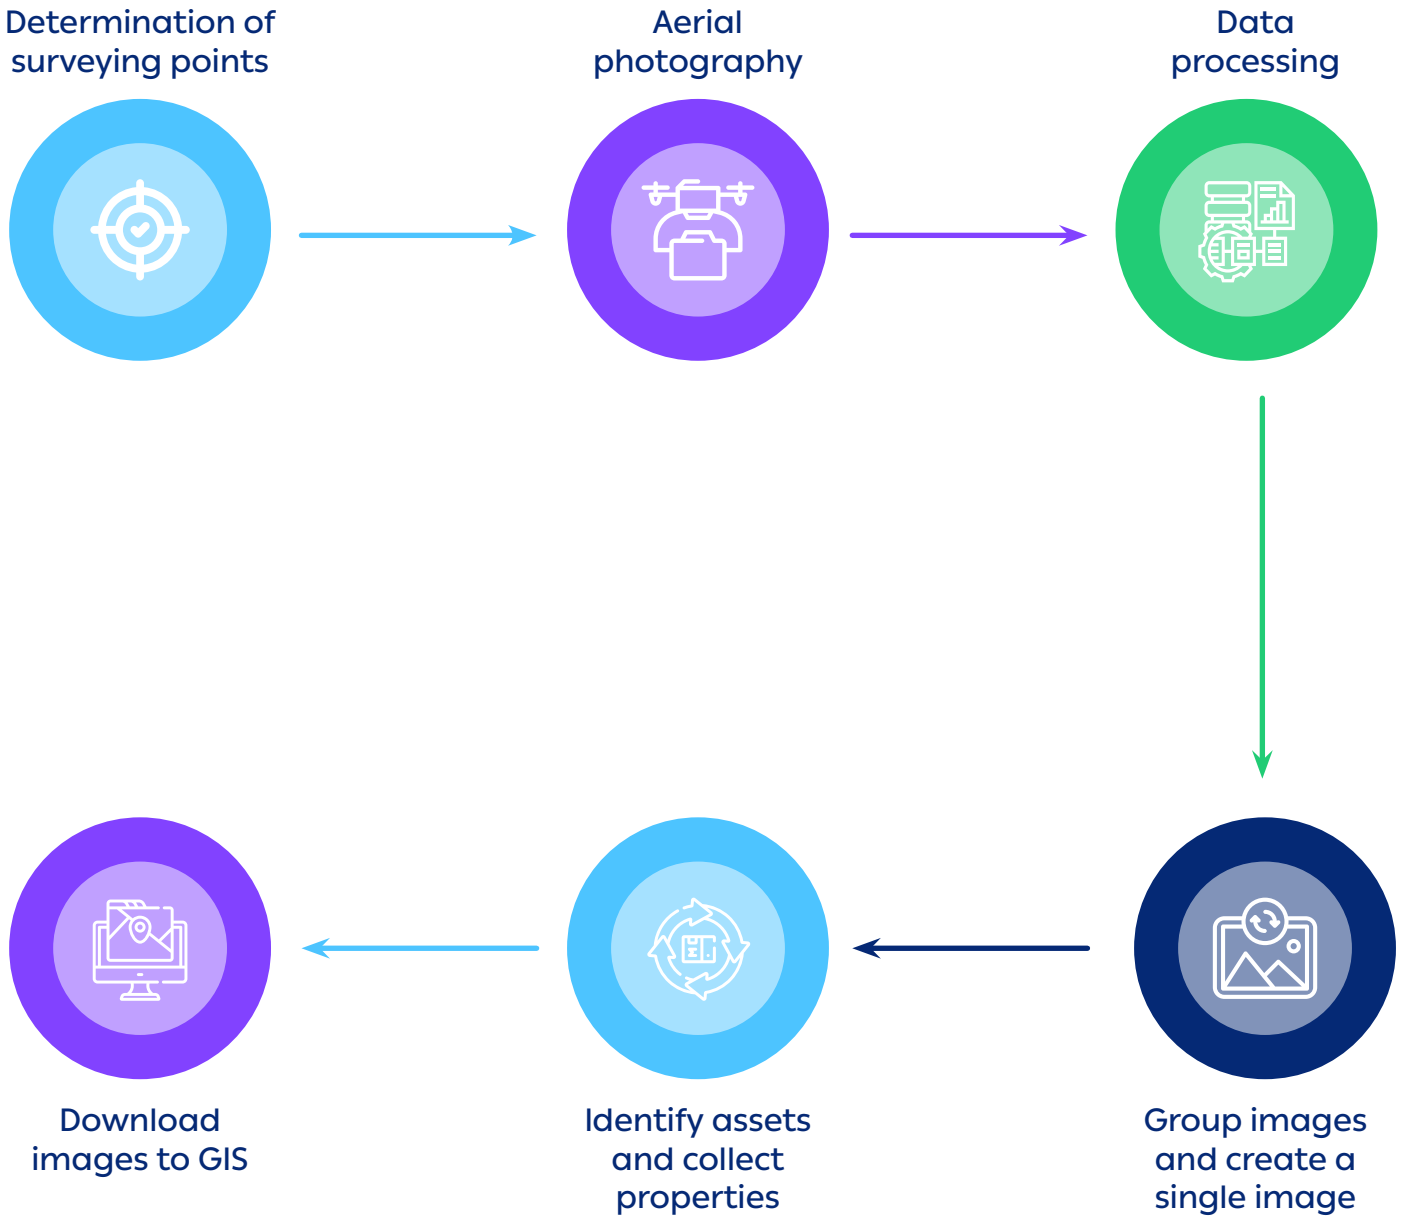 Determination of
surveying points
Aerial
photography
Data
processing
Download
images to GIS
Identify assets
and collect
properties
Group images
and create a
single image